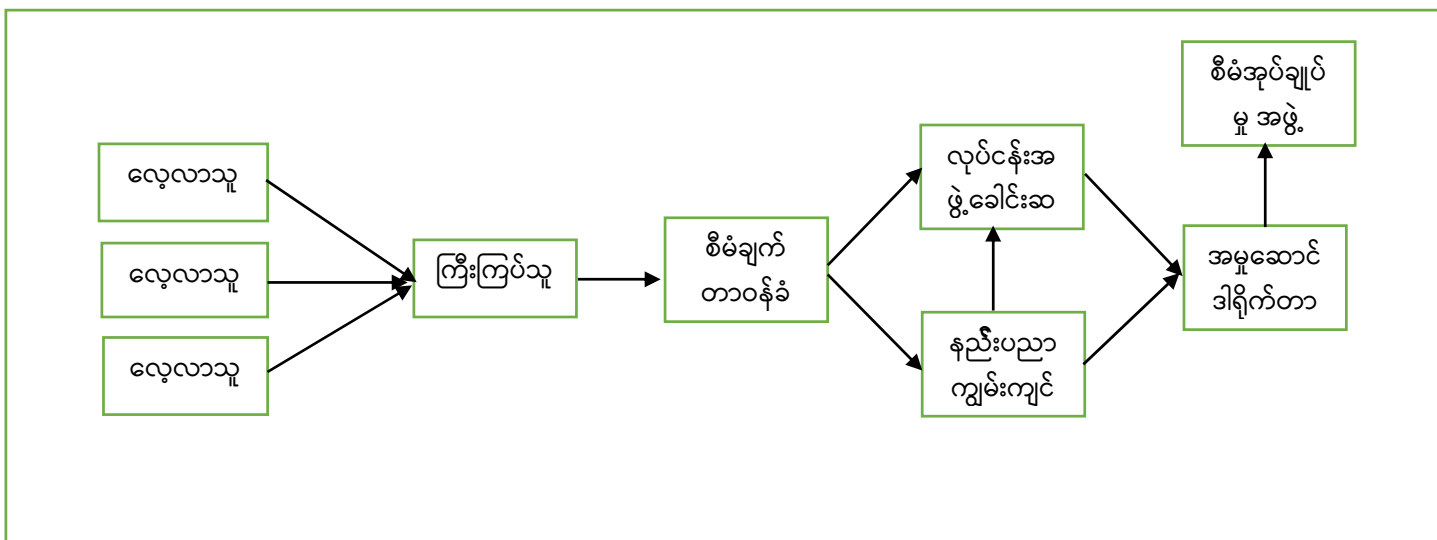 လေ့လာသူ
လေ့လာသူ
လေ့လာသူ
ကြီးကြပ်သူ
စီမံချက်
တာဝန်ခံ
လုပ်ငန်းအ
ဖွဲ့ခေါင်းဆ
နည်ႈးပညာ
ကျွမ်းကျင်
အမှုဆောင်
ဒါရိုက်တာ
စီမံအုပ်ချုပ်
မှု အဖွဲ့